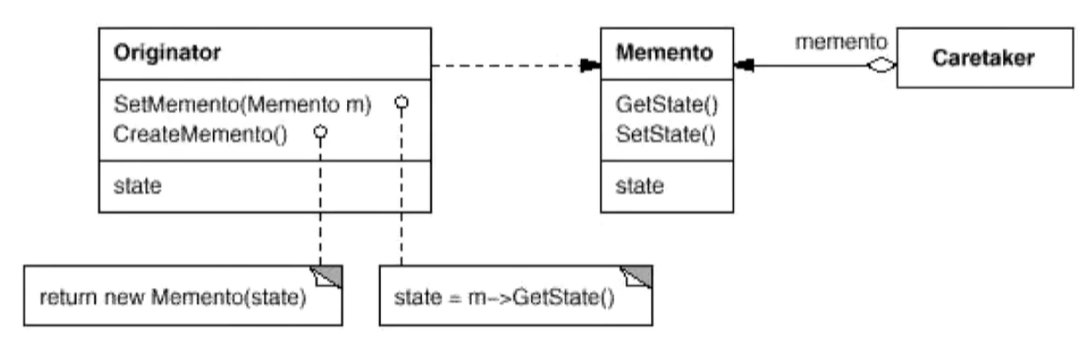 Originator
SetMemento(Memento m)
CreateMemento()
state
Memento
GetState()
SetState()
state
memento
Caretaker
return new Memento(state)
state = m–>GetState()